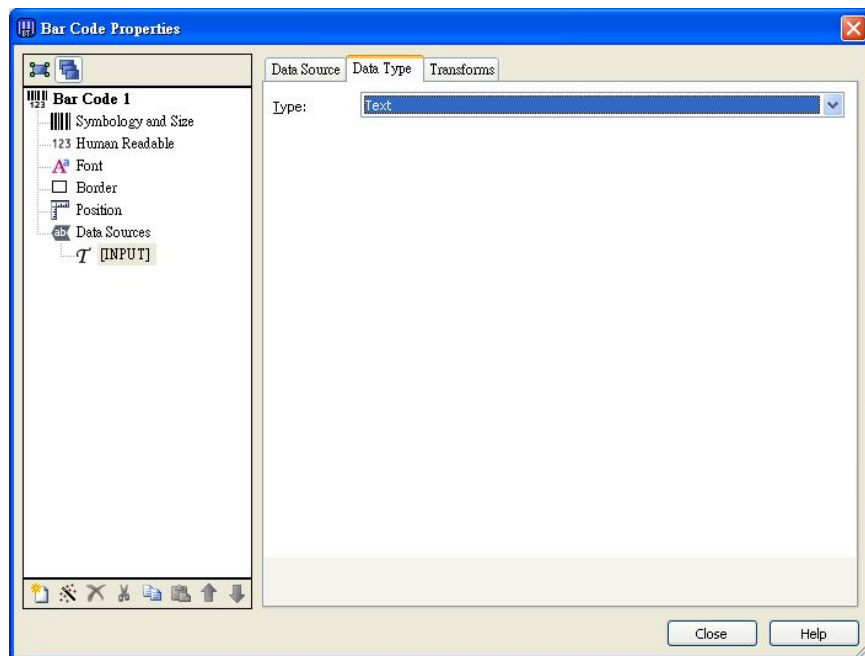 Bar Code Properties
Data Source Data Type Transforms
Type: Text
Bar Code 1
Symbology and Size
123 Human Readable
Font
Border
Position
Data Sources
[INPUT]
Close Help